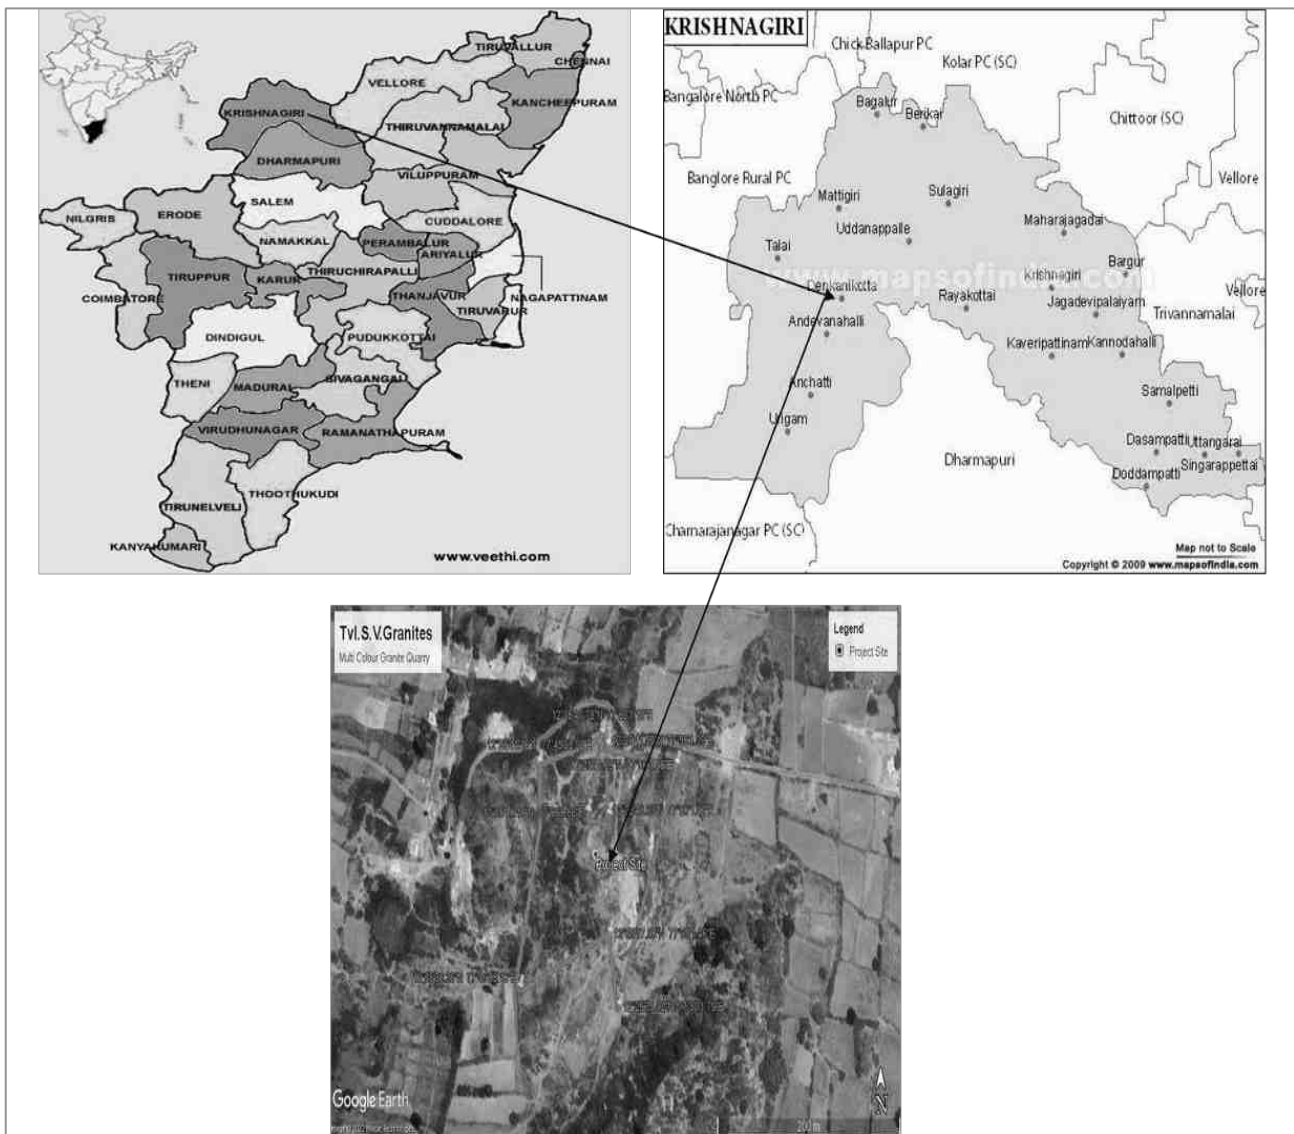 TIRUVALLUR
CHENNAI
VELLORE
KANCHEEPURAM
KRISHNAGIRI
THIRUVANNAMALAI
DHARMAPURI
VILUPPURAM
SALEM
NILGRIS
ERODE
CUDDALORE
NAMAKKAL
PERAMBALUR
ARIYALUR
TIRUPPUR
KARUR
THIRUCHIRAPALLI
COIMBATORE
THANJAVUR
NAGAPATTINAM
TIRUVARUR
DINDIGUL
PUDUKKOTTAI
THENI
MADURAI
SIVAGANGAI
VIRUDHUNAGAR
RAMANATHAPURAM
THOOTHUKUDI
TIRUNELVELI
KANYAKUMARI
www.veethi.com
KRISHNAGIRI
Chick Ballapur PC
Kolar PC (SC)
Bangalore North PC
Bagalur
Berikar
Chittoor (SC)
Banglore Rural PC
Vellore
Mattigiri
Sulagiri
Uddanappalle
Maharajagadai
Talai
www.mapsofindia.com
Bargur
Krishnagiri
Denkanikotta
Rayakottai
Jagadevipalaiyam
Vellore
Trivannamalai
Andevanahalli
Kaveripattinam
Kannodahalli
Anchatti
Samalpetti
Urigam
Dasampatti
Uttangarai
Dharmapuri
Singarappettai
Doddampatti
Chamarajanagar PC (SC)
Map not to Scale
Copyright © 2009 www.mapsofindia.com
Tvl.S.V.Granites
Multi Colour Granite Quarry
Legend
Project Site
Project Site
Google Earth
200 m
N